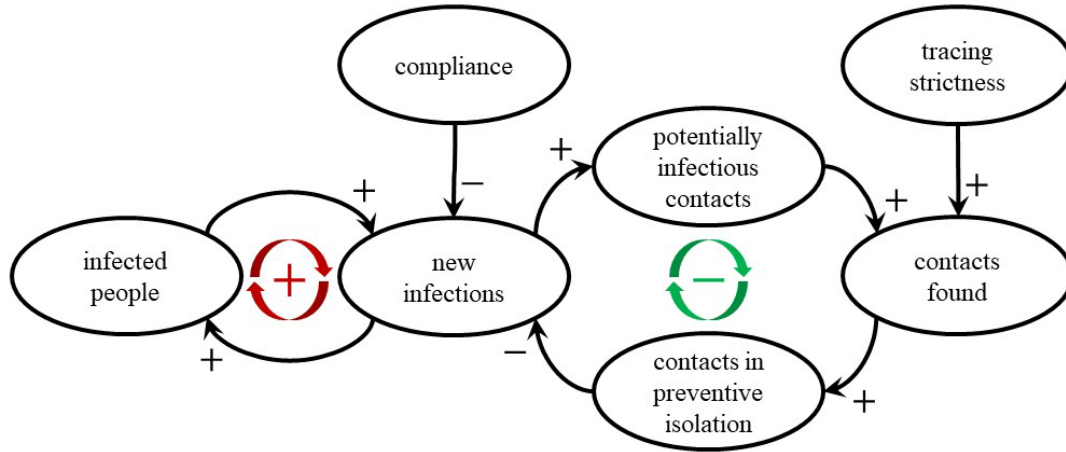 compliance
tracing
strictness
potentially
infectious
contacts
+
+
−
+
+
infected
people
+
new
infections
−
contacts
found
+
−
contacts in
preventive
isolation
+